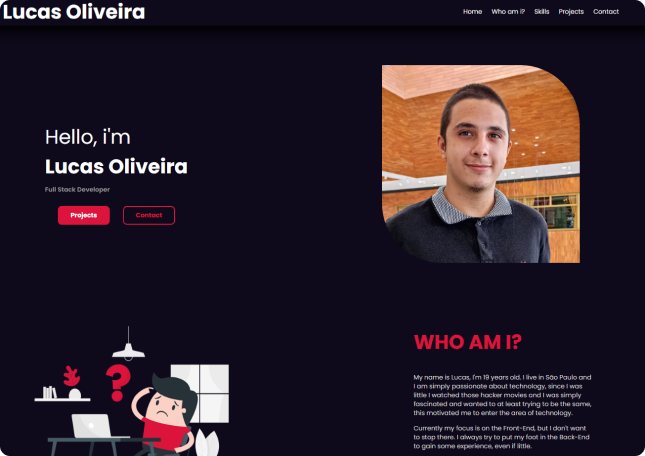 Lucas Oliveira
Home Who am i? Skills Projects Contact
Hello, i'm
Lucas Oliveira
Full Stack Developer
Projects Contact
WHO AM I?
My name is Lucas, I'm 19 years old. I live in São Paulo and
I am simply passionate about technology, since I was
little I watched those hacker movies and I was simply
fascinated and wanted to at least trying to be the same,
this motivated me to enter the area of technology.
Currently my focus is on the Front-End, but I don't want
to stop there. I always try to put my foot in the Back-End
to gain some experience, even if little.
?